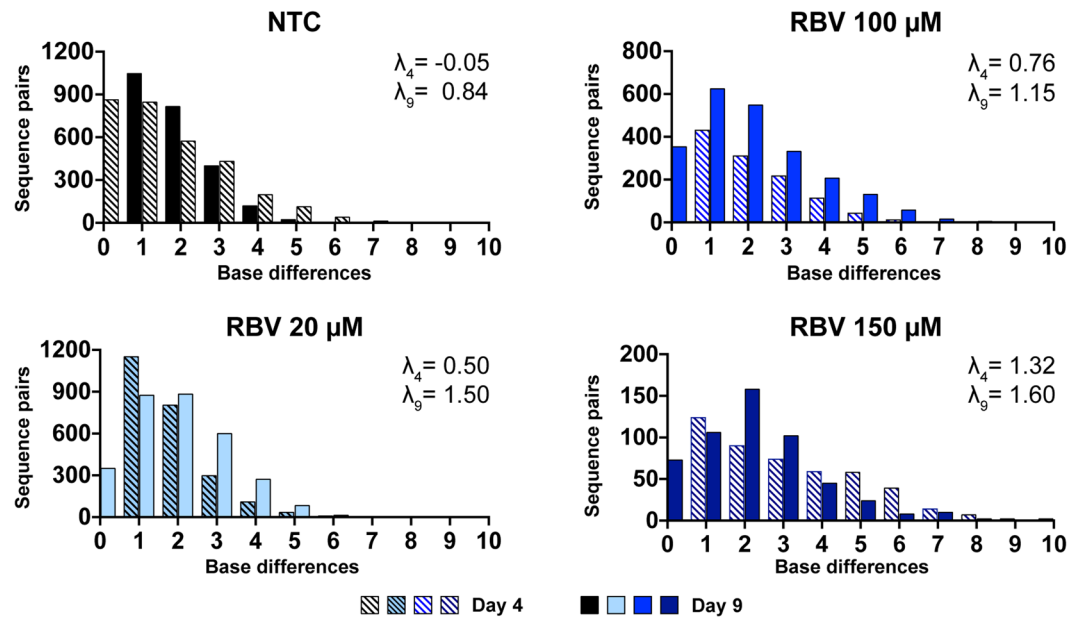 NTC
1200
900
600
300
0
Sequence pairs
λ4= -0.05
λ9= 0.84
0 1 2 3 4 5 6 7 8 9 10
Base differences
RBV 100 µM
800
600
400
200
0
Sequence pairs
λ4= 0.76
λ9= 1.15
0 1 2 3 4 5 6 7 8 9 10
Base differences
RBV 20 µM
1200
900
600
300
0
Sequence pairs
λ4= 0.50
λ9= 1.50
0 1 2 3 4 5 6 7 8 9 10
Base differences
RBV 150 µM
200
150
100
50
0
Sequence pairs
λ4= 1.32
λ9= 1.60
0 1 2 3 4 5 6 7 8 9 10
Base differences
Day 4
Day 9